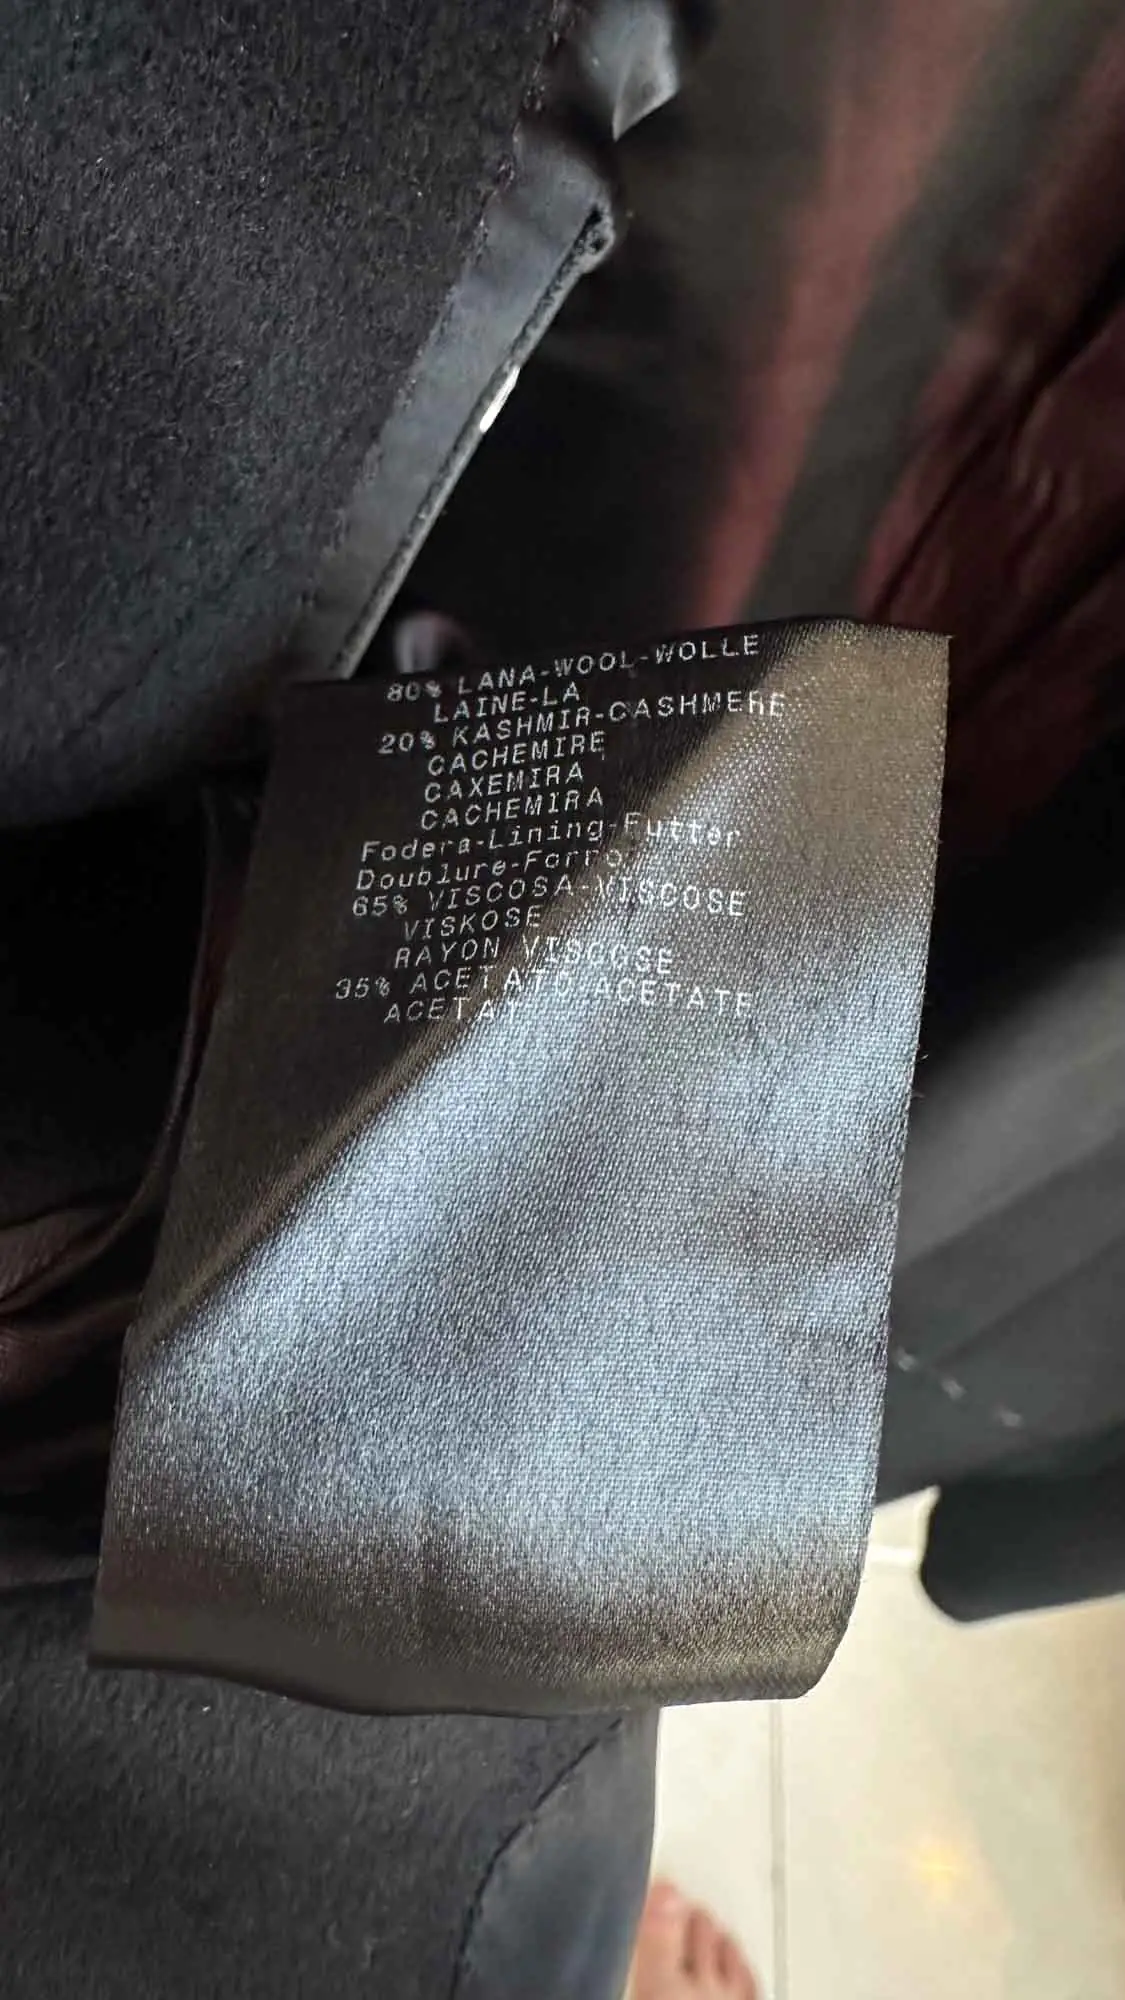 80% LANA-WOOL-WOLLE
LAINE-LA
20% KASHMIR-CASHMERE
CACHEMIRE
CAXEMIRA
CACHEMIRA
Fodera-Lining-Futter
Doublure-Forro
65% VISCOSA-VISCOSE
VISKOSE
RAYON VISCOSE
35% ACETATO-ACETATE
ACETAT